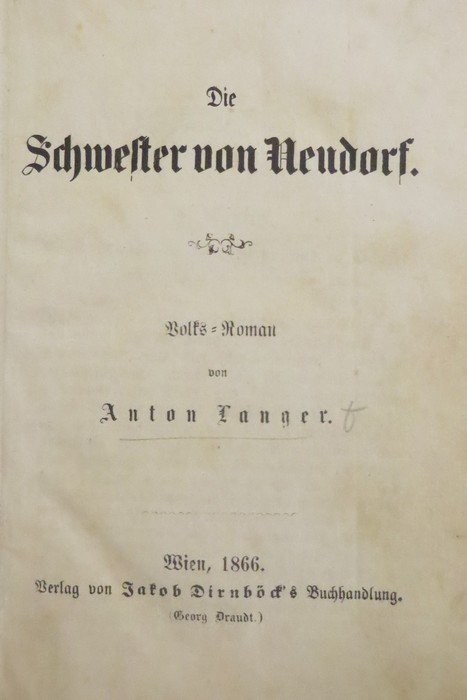 Die
Schwester von Neudorf.
Volks-Roman
von
Anton Langer.
Wien, 1866.
Verlag von Jakob Dirnböck's Buchhandlung.
(Georg Draudt.)